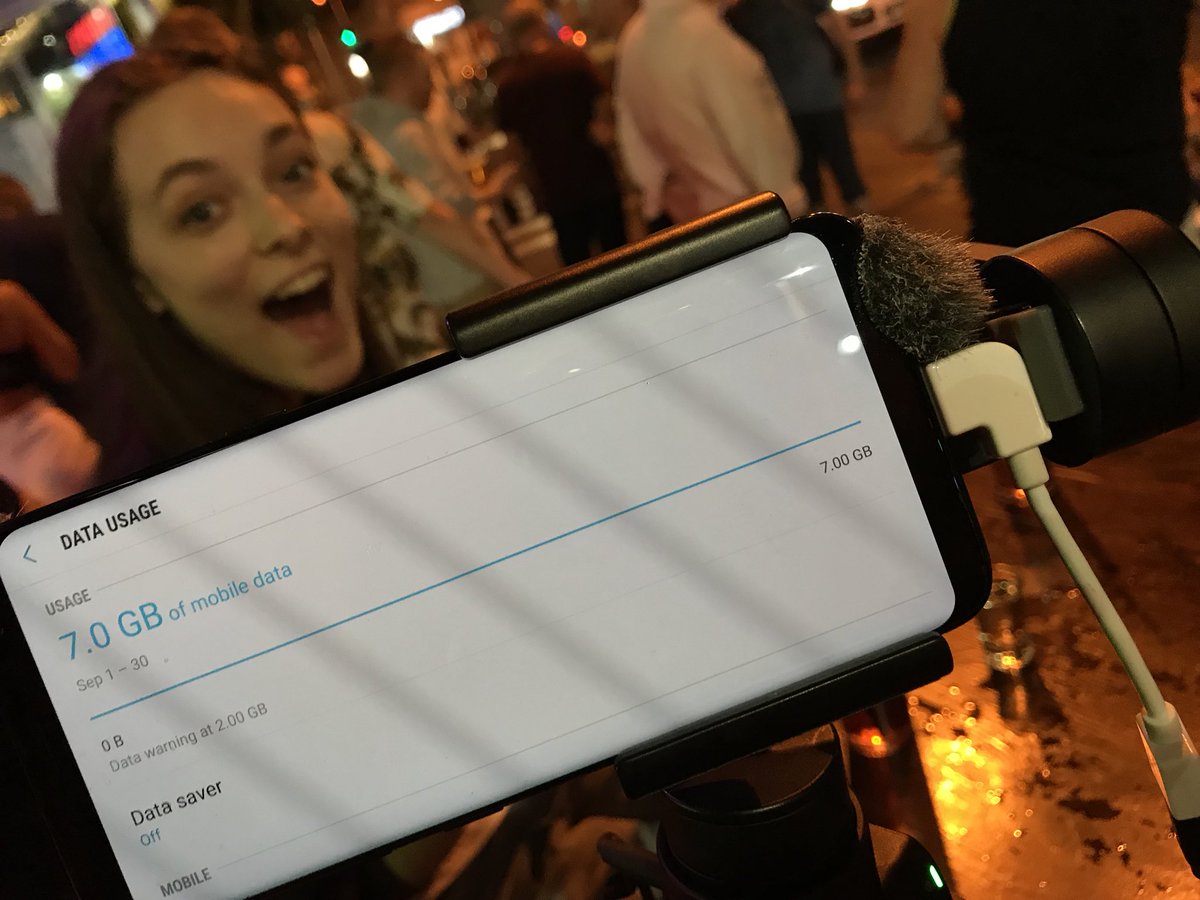 DATA USAGE
USAGE
7.0 GB of mobile data
Sep 1 – 30
0 B
7.00 GB
Data warning at 2.00 GB
Data saver
Off
MOBILE